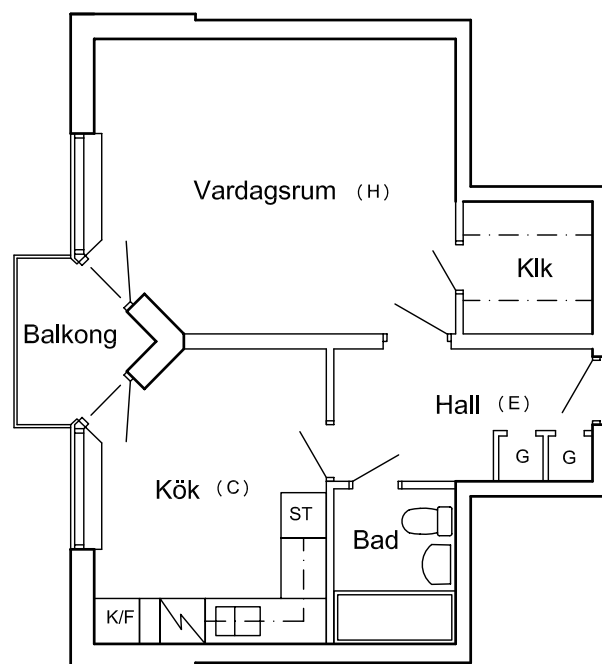 Vardagsrum (H)
Klk
Balkong
Hall (E)
G G
Kök (C)
ST
Bad
K/F